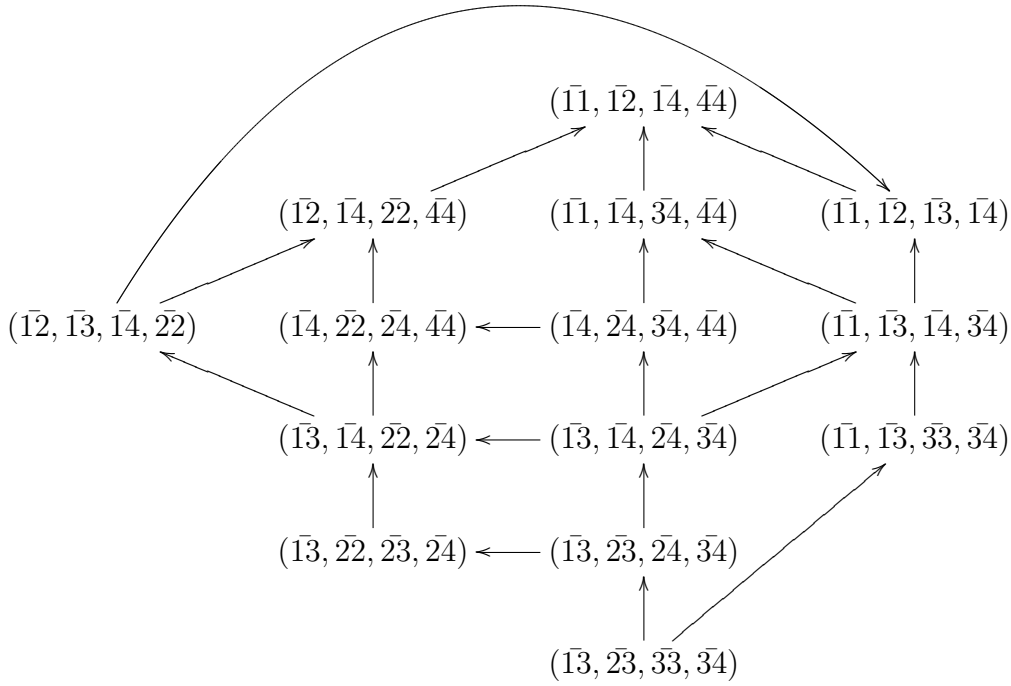 (1̄1, 1̄2, 1̄4, 4̄4)
(1̄2, 1̄4, 2̄2, 4̄4) (1̄1, 1̄4, 3̄4, 4̄4) (1̄1, 1̄2, 1̄3, 1̄4)
(1̄2, 1̄3, 1̄4, 2̄2) (1̄4, 2̄2, 2̄4, 4̄4) (1̄4, 2̄4, 3̄4, 4̄4) (1̄1, 1̄3, 1̄4, 3̄4)
(1̄3, 1̄4, 2̄2, 2̄4) (1̄3, 1̄4, 2̄4, 3̄4) (1̄1, 1̄3, 3̄3, 3̄4)
(1̄3, 2̄2, 2̄3, 2̄4) (1̄3, 2̄3, 2̄4, 3̄4)
(1̄3, 2̄3, 3̄3, 3̄4)